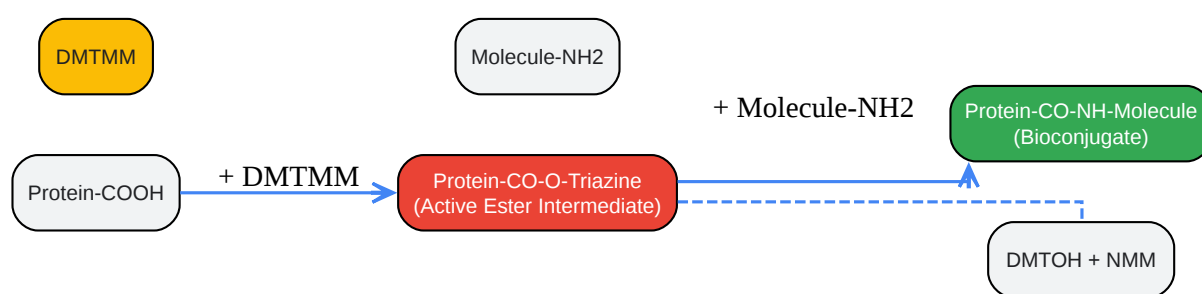 DMTMM
Molecule-NH2
+ Molecule-NH2
Protein-CO-NH-Molecule
(Bioconjugate)
Protein-COOH
+ DMTMM
Protein-CO-O-Triazine
(Active Ester Intermediate)
DMTOH + NMM